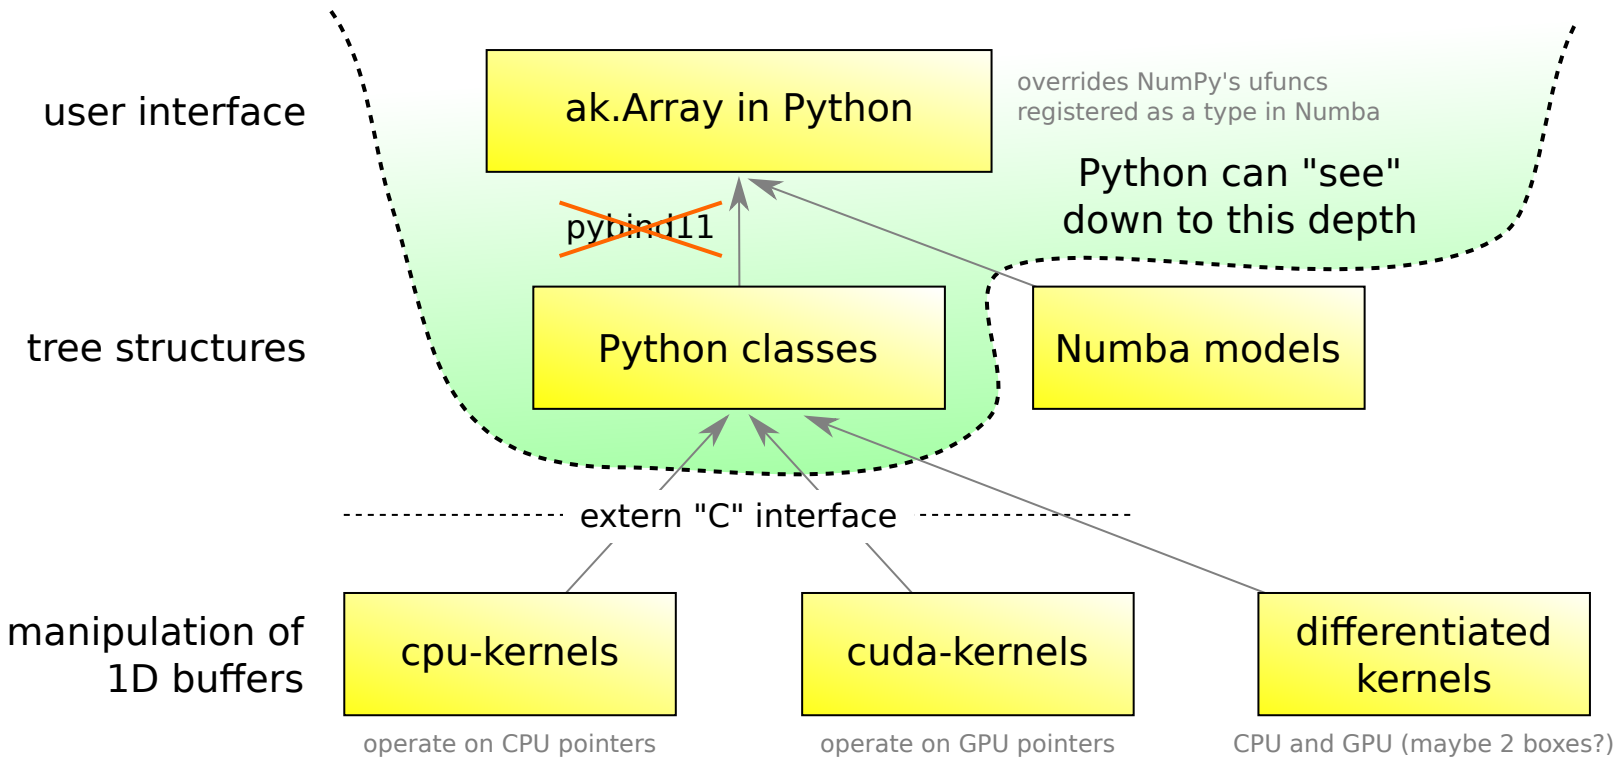 user interface
ak.Array in Python
overrides NumPy's ufuncs
registered as a type in Numba
Python can "see"
down to this depth
pybind11
tree structures
Python classes
Numba models
extern "C" interface
manipulation of
1D buffers
cpu-kernels
cuda-kernels
differentiated
kernels
operate on CPU pointers
operate on GPU pointers
CPU and GPU (maybe 2 boxes?)